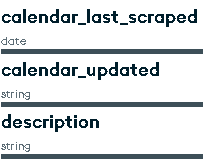 calendar_last_scraped
date
calendar_updated
string
description
string